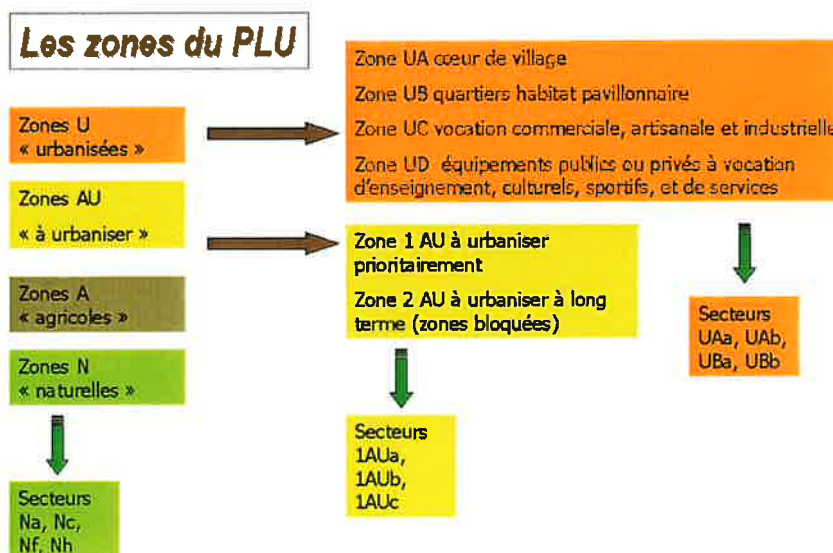 Les zones du PLU
Zones U
« urbanisées »
Zones AU
« à urbaniser »
Zones A
« agricoles »
Zones N
« naturelles »
Secteurs
Na, Nc,
Nf, Nh
Zone UA cœur de village
Zone UB quartiers habitat pavillonnaire
Zone UC vocation commerciale, artisanale et industrielle
Zone UD équipements publics ou privés à vocation
d'enseignement, culturels, sportifs, et de services
Zone 1 AU à urbaniser
prioritairement
Zone 2 AU à urbaniser à long
terme (zones bloquées)
Secteurs
1AUa,
1AUb,
1AUc
Secteurs
UAa, UAb,
UBa, UBb